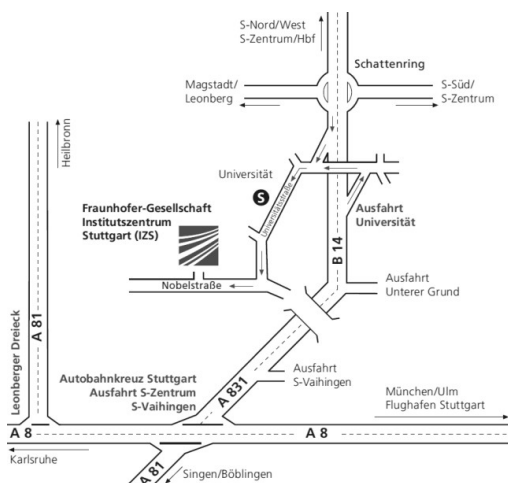 S-Nord/West
S-Zentrum/Hbf
Schattenring
Magstadt/
Leonberg
S-Süd/
S-Zentrum
Heilbronn
Universität
S
Universitätsstraße
Fraunhofer-Gesellschaft
Institutszentrum
Stuttgart (IZS)
Ausfahrt
Universität
B 14
Nobelstraße
Ausfahrt
Unterer Grund
Leonberger Dreieck
A 81
Autobahnkreuz Stuttgart
Ausfahrt S-Zentrum
S-Vaihingen
A 831
Ausfahrt
S-Vaihingen
München/Ulm
Flughafen Stuttgart
A 8
A 8
Karlsruhe
A 81
Singen/Böblingen